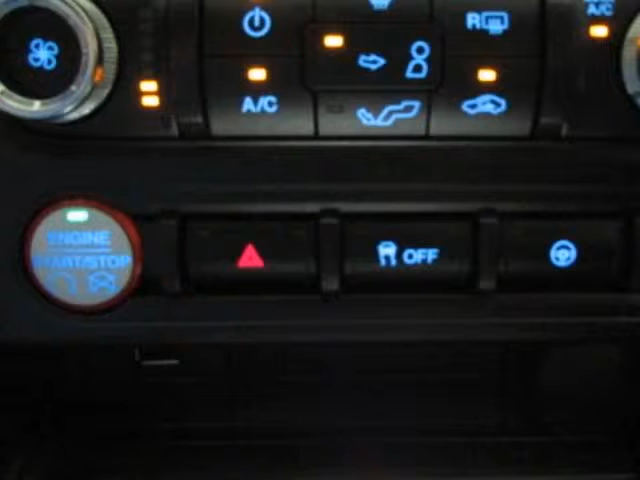 R
A/C
A/C
ENGINE
START/STOP
OFF